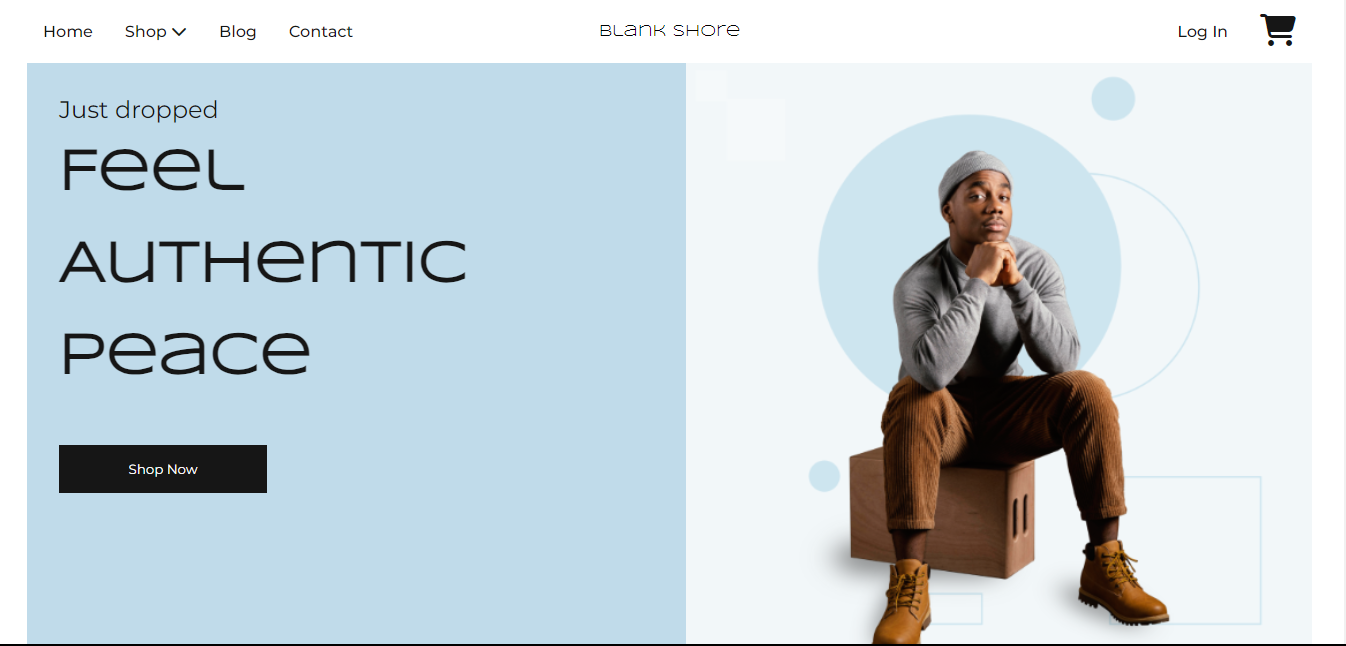 Home
Shop
Blog
Contact
Blank Shore
Log In
Just dropped
Feel
Authentic
Peace
Shop Now